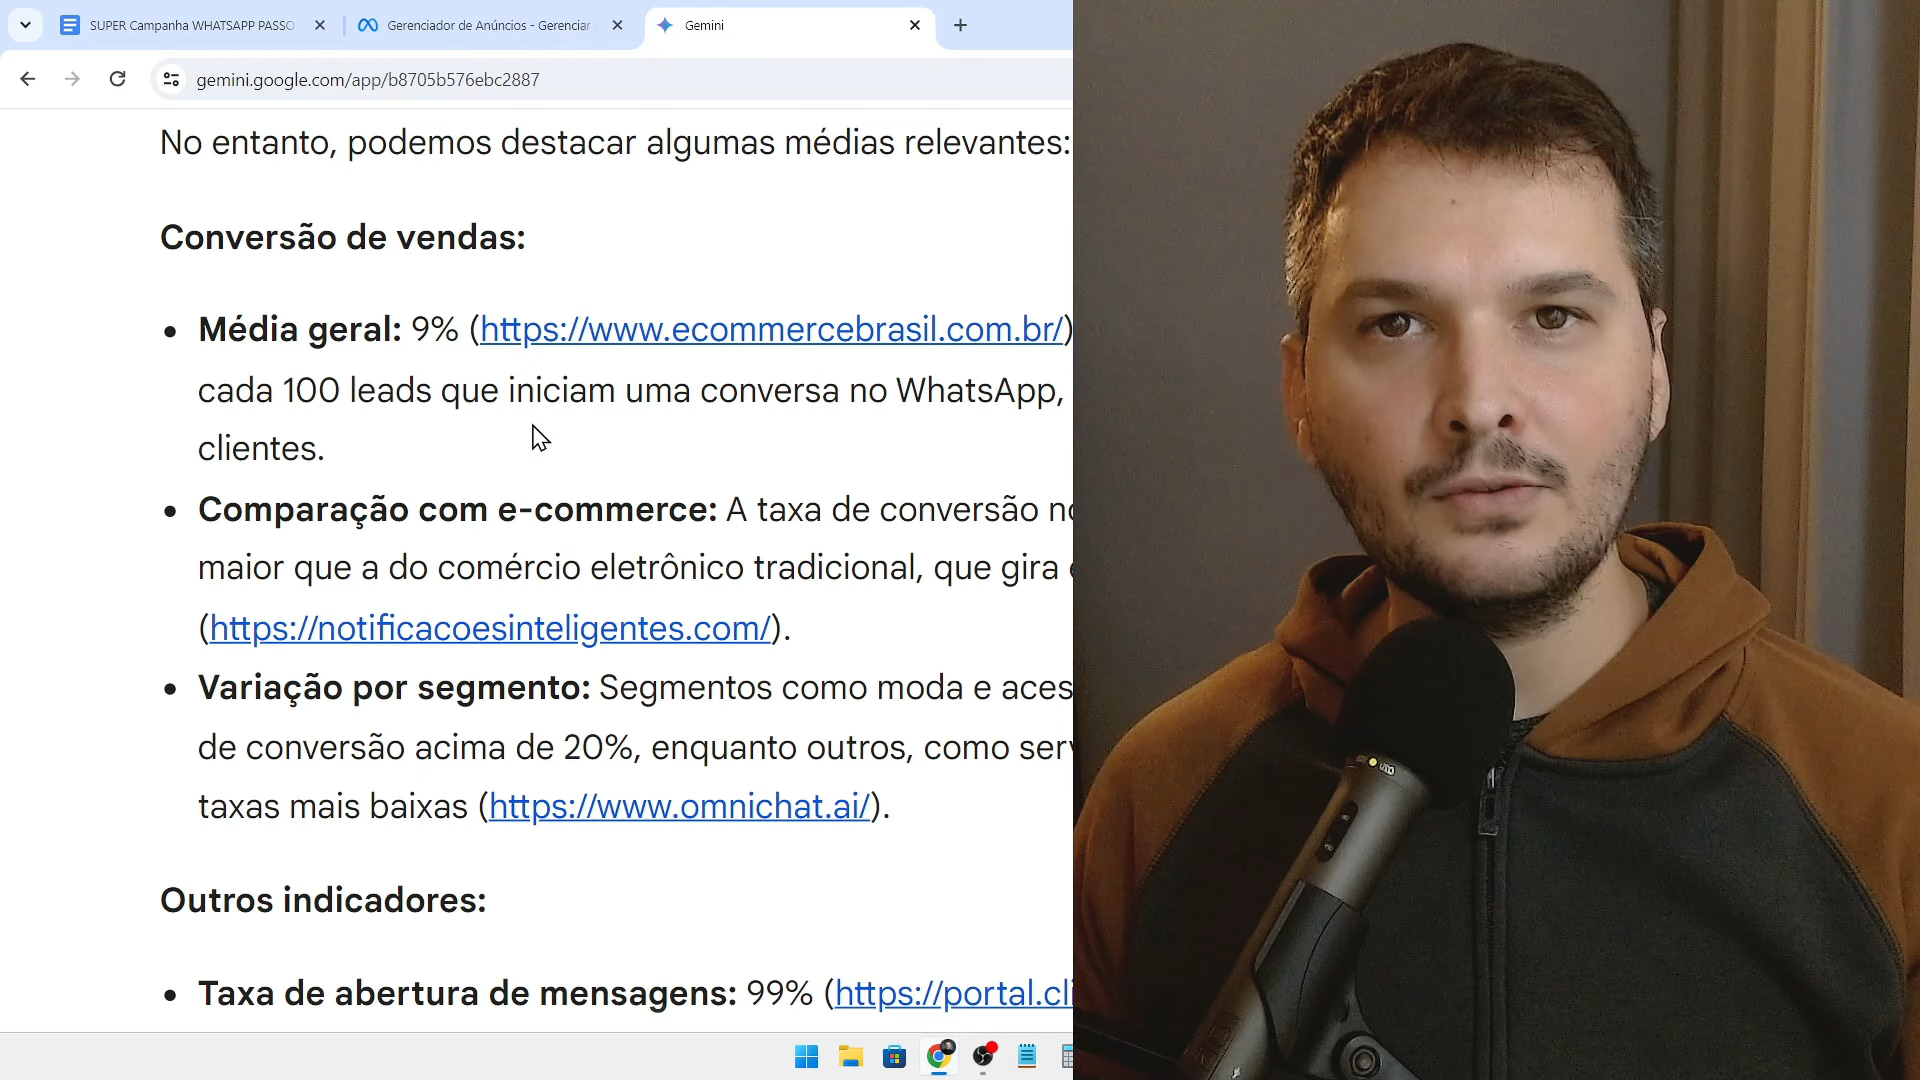 SUPER Campanha WHATSAPP PASSO
Gerenciador de Anúncios - Gerenciar
Gemini
gemini.google.com/app/b8705b576ebc2887
No entanto, podemos destacar algumas médias relevantes:
Conversão de vendas:
• Média geral: 9% (https://www.ecommercebrasil.com.br/)
cada 100 leads que iniciam uma conversa no WhatsApp,
clientes.
• Comparação com e-commerce: A taxa de conversão no
maior que a do comércio eletrônico tradicional, que gira
(https://notificacoesinteligentes.com/).
• Variação por segmento: Segmentos como moda e aces
de conversão acima de 20%, enquanto outros, como serv
taxas mais baixas (https://www.omnichat.ai/).
Outros indicadores:
• Taxa de abertura de mensagens: 99% (https://portal.cli